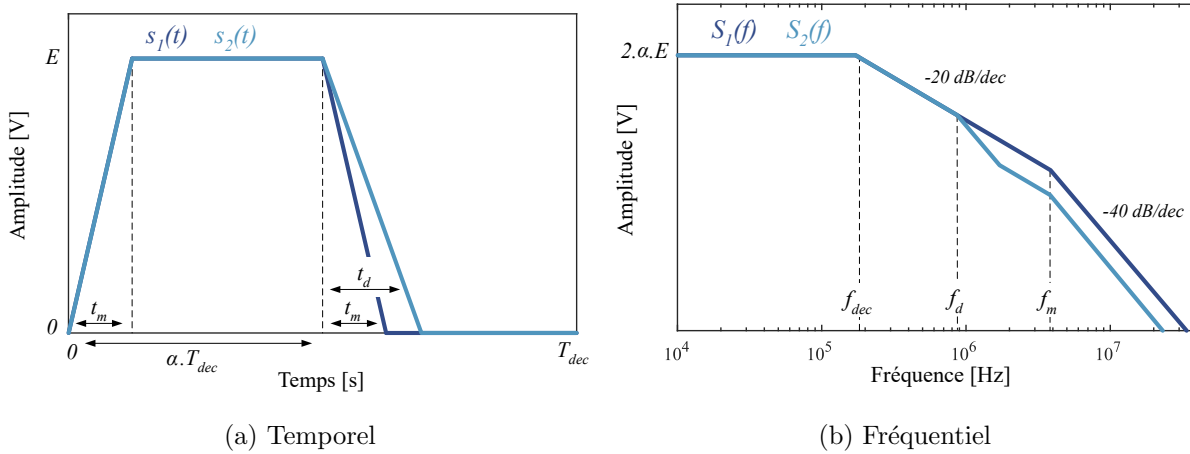 s1(t) s2(t)
E
Amplitude [V]
tm
td
tm
0
0
α.Tdec
Tdec
Temps [s]
(a) Temporel
S1(f) S2(f)
2.α.E
-20 dB/dec
Amplitude [V]
-40 dB/dec
fdec
fd
fm
10^4
10^5
10^6
10^7
Fréquence [Hz]
(b) Fréquentiel